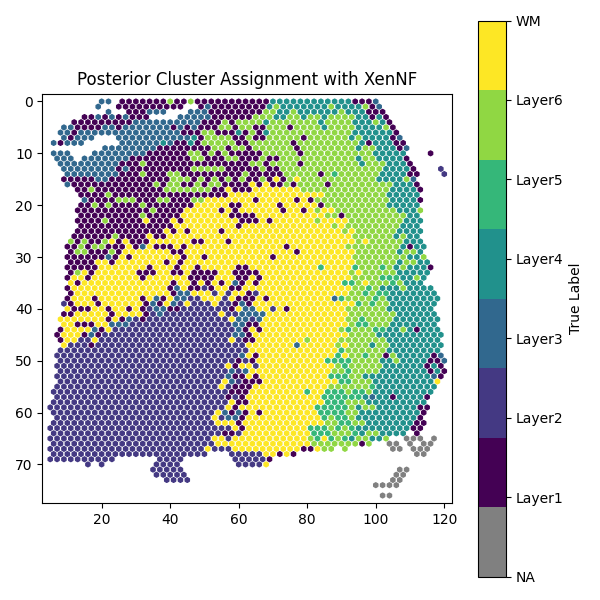 Posterior Cluster Assignment with XenNF
0
10
20
30
40
50
60
70
20
40
60
80
100
120
WM
Layer6
Layer5
Layer4
Layer3
Layer2
Layer1
NA
True Label